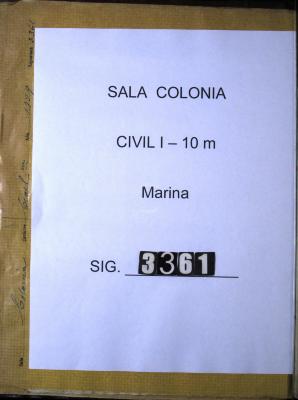 SALA COLONIA
CIVIL I – 10 m
Marina
SIG. 3361